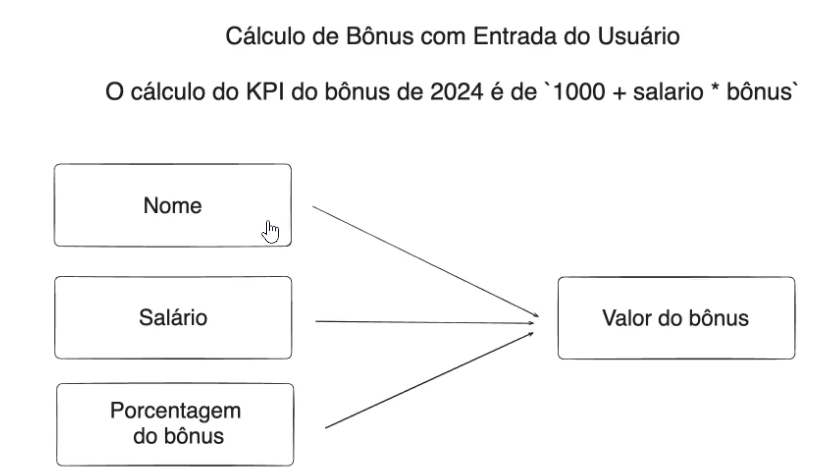 Cálculo de Bônus com Entrada do Usuário
O cálculo do KPI do bônus de 2024 é de `1000 + salario * bônus`
Nome
Salário
Valor do bônus
Porcentagem
do bônus